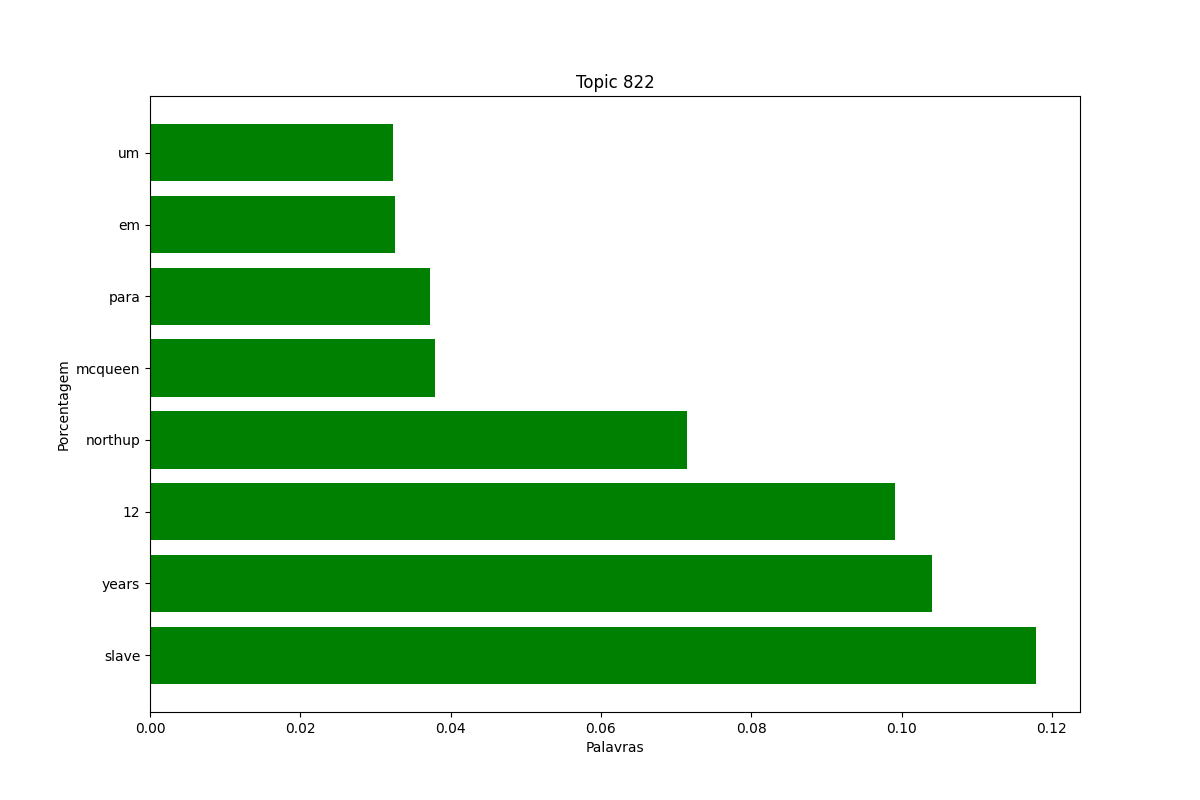 Topic 822
um
em
para
mcqueen
northup
12
years
slave
Porcentagem
0.00 0.02 0.04 0.06 0.08 0.10 0.12
Palavras